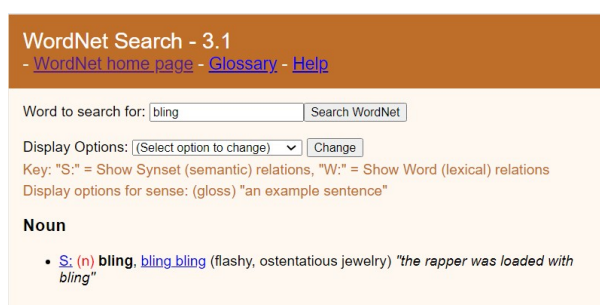 WordNet Search - 3.1
- WordNet home page - Glossary - Help
Word to search for: bling Search WordNet
Display Options: (Select option to change) Change
Key: "S:" = Show Synset (semantic) relations, "W:" = Show Word (lexical) relations
Display options for sense: (gloss) "an example sentence"
Noun
• S: (n) bling, bling bling (flashy, ostentatious jewelry) "the rapper was loaded with
bling"